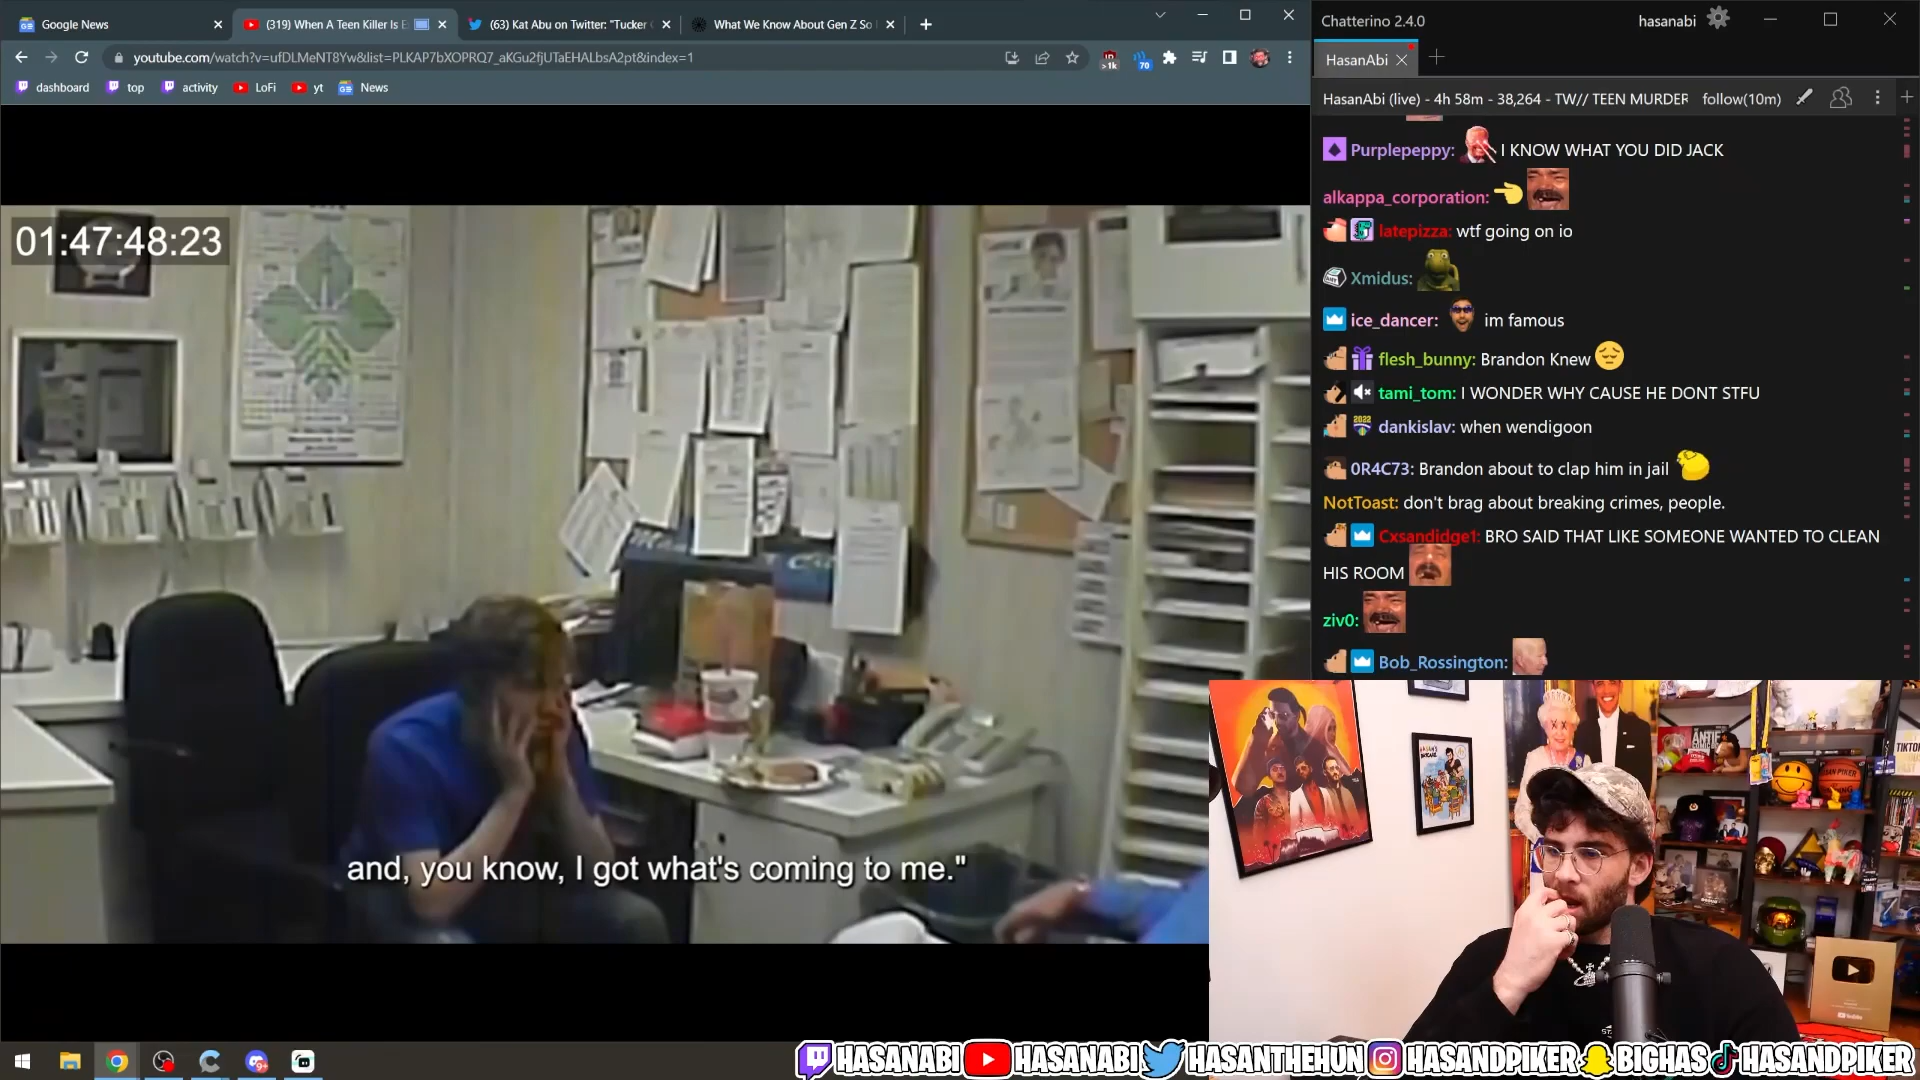 Google News
(319) When A Teen Killer Is E
(63) Kat Abu on Twitter: "Tucker
What We Know About Gen Z So
youtube.com/watch?v=ufDLMeNT8Yw&list=PLKAP7bXOPRQ7_aKGu2fjUTaEHALbsA2pt&index=1
>1k
70
dashboard
top
activity
LoFi
yt
News
01:47:48:23
and, you know, I got what's coming to me."
Chatterino 2.4.0
hasanabi
HasanAbi
HasanAbi (live) - 4h 58m - 38,264 - TW// TEEN MURDER
follow(10m)
Purplepeppy: I KNOW WHAT YOU DID JACK
alkappa_corporation:
latepizza: wtf going on io
Xmidus:
ice_dancer: im famous
flesh_bunny: Brandon Knew
tami_tom: I WONDER WHY CAUSE HE DONT STFU
2022
dankislav: when wendigoon
0R4C73: Brandon about to clap him in jail
NotToast: don't brag about breaking crimes, people.
Cxsandidge1: BRO SAID THAT LIKE SOMEONE WANTED TO CLEAN
HIS ROOM
ziv0:
Bob_Rossington:
HASANABI
HASANABI
HASANTHEHUN
HASANDPIKER
BIGHAS
HASANDPIKER